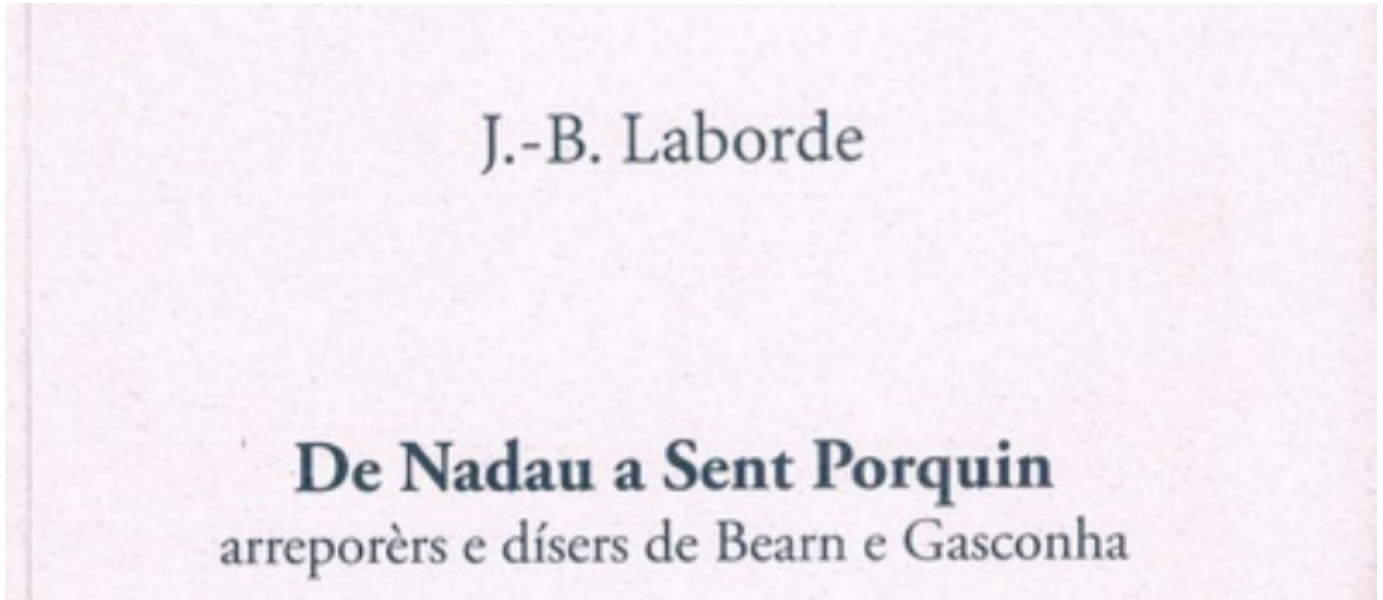 J.-B. Laborde
De Nadau a Sent Porquin
arreporèrs e dísers de Bearn e Gasconha